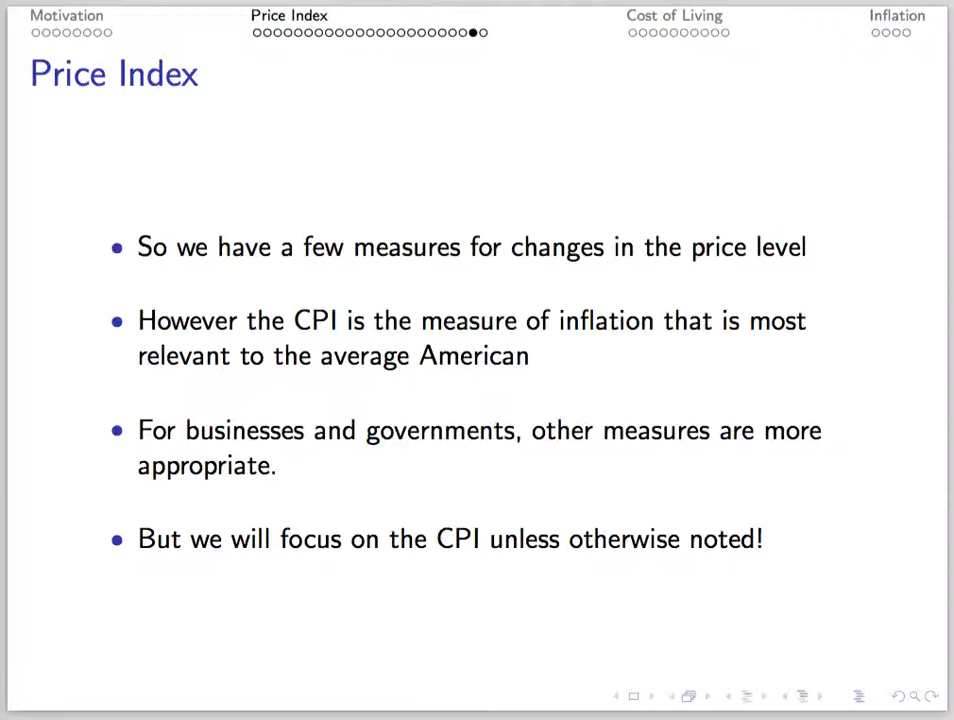 Motivation Price Index Cost of Living Inflation
Price Index
So we have a few measures for changes in the price level
However the CPI is the measure of inflation that is most
relevant to the average American
For businesses and governments, other measures are more
appropriate.
But we will focus on the CPI unless otherwise noted!